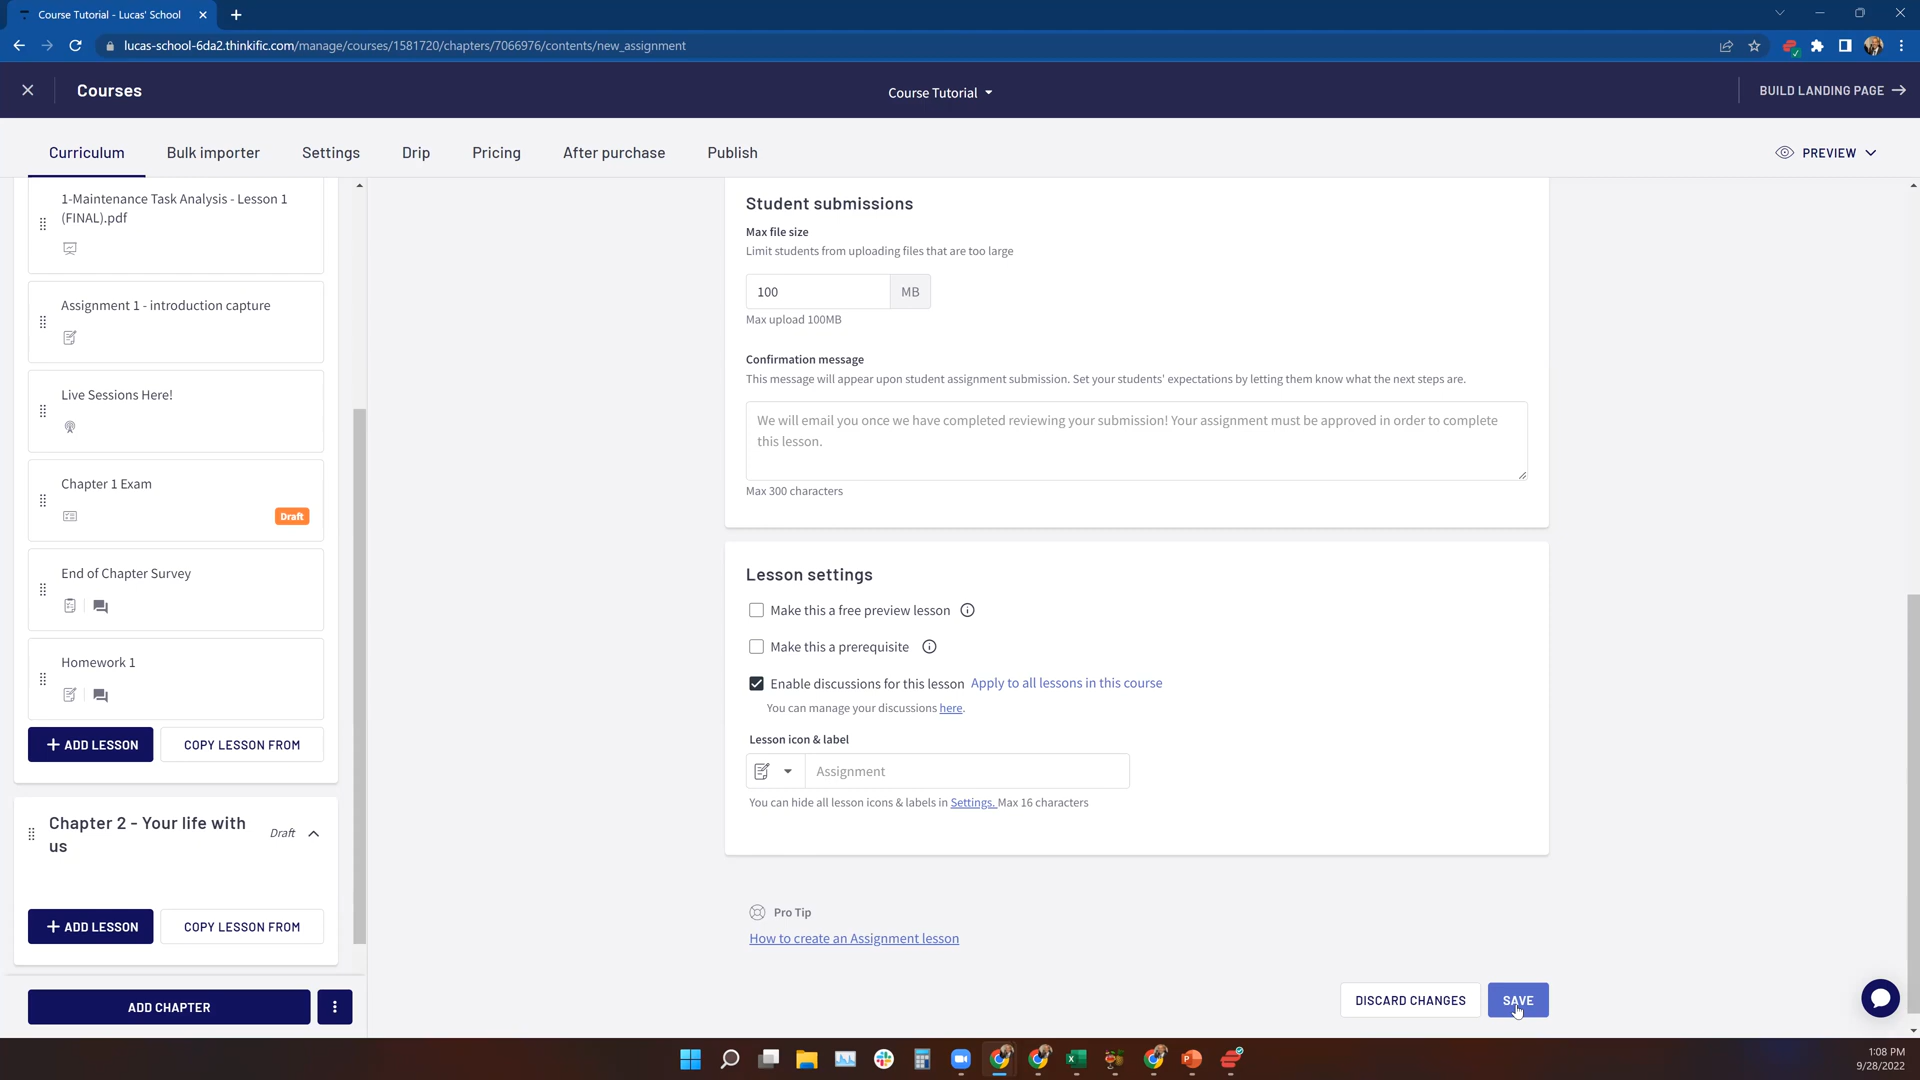 Course Tutorial - Lucas' School
lucas-school-6da2.thinkific.com/manage/courses/1581720/chapters/7066976/contents/new_assignment
Courses
Course Tutorial
BUILD LANDING PAGE
Curriculum
Bulk importer
Settings
Drip
Pricing
After purchase
Publish
PREVIEW
1-Maintenance Task Analysis - Lesson 1
(FINAL).pdf
Assignment 1 - introduction capture
Live Sessions Here!
Chapter 1 Exam
Draft
End of Chapter Survey
Homework 1
+ ADD LESSON
COPY LESSON FROM
Chapter 2 - Your life with
us
Draft
+ ADD LESSON
COPY LESSON FROM
ADD CHAPTER
Student submissions
Max file size
Limit students from uploading files that are too large
100
MB
Max upload 100MB
Confirmation message
This message will appear upon student assignment submission. Set your students' expectations by letting them know what the next steps are.
We will email you once we have completed reviewing your submission! Your assignment must be approved in order to complete
this lesson.
Max 300 characters
Lesson settings
Make this a free preview lesson
Make this a prerequisite
Enable discussions for this lesson Apply to all lessons in this course
You can manage your discussions here.
Lesson icon & label
Assignment
You can hide all lesson icons & labels in Settings. Max 16 characters
Pro Tip
How to create an Assignment lesson
DISCARD CHANGES
SAVE
1:08 PM
9/28/2022